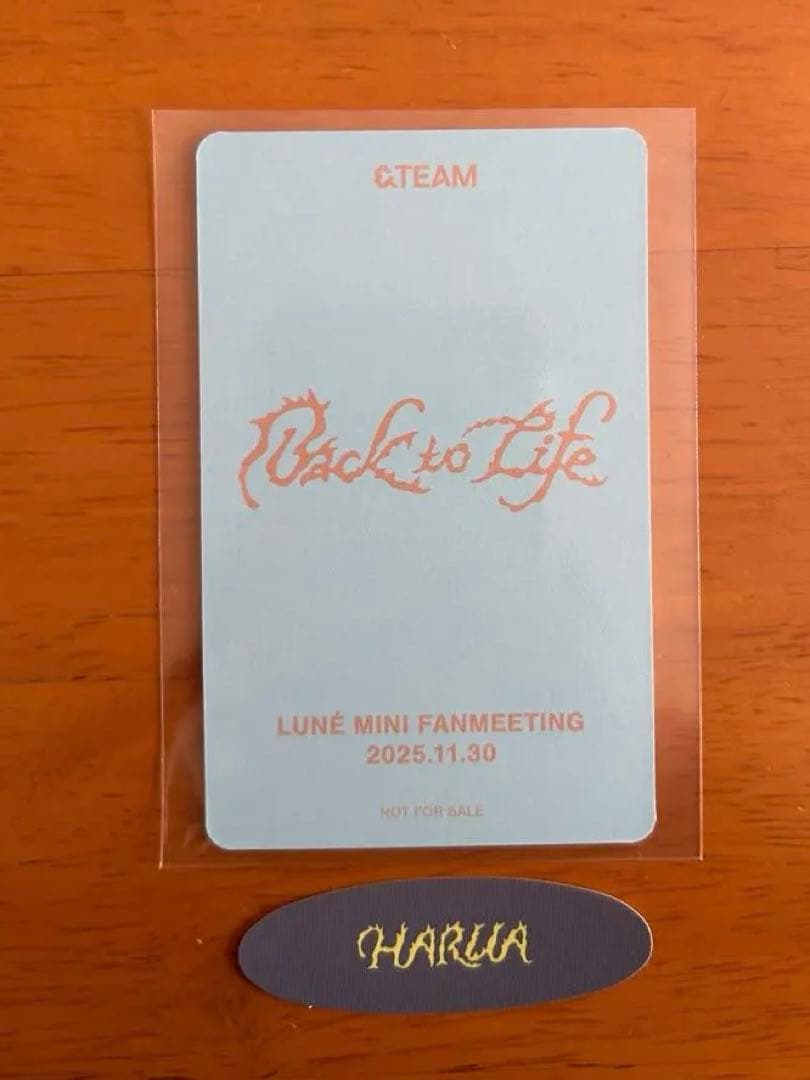 &TEAM
Back to Life
LUNÉ MINI FANMEETING
2025.11.30
NOT FOR SALE
HARUA